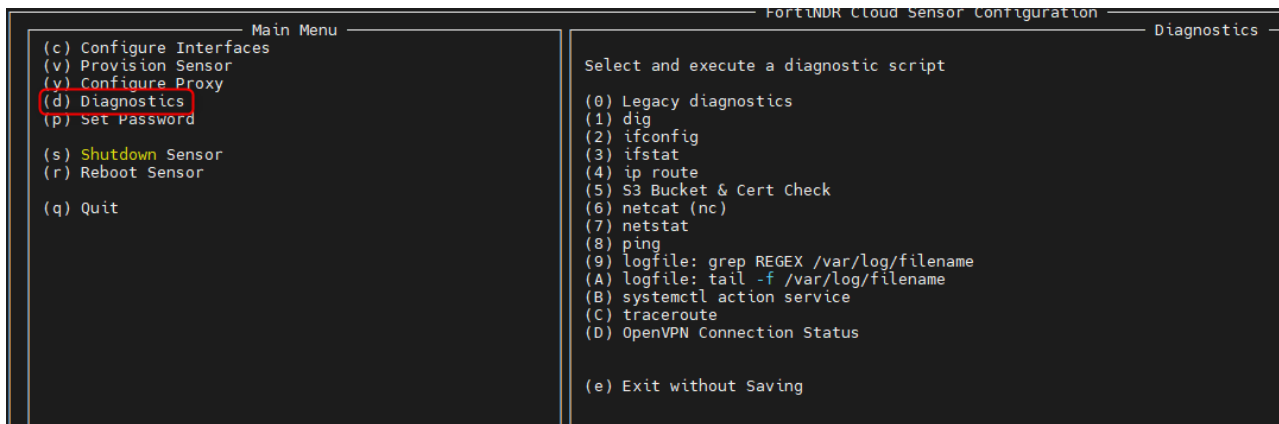 FortiNDR Cloud Sensor Configuration
Main Menu
(c) Configure Interfaces
(v) Provision Sensor
(y) Configure Proxy
(d) Diagnostics
(p) Set Password
(s) Shutdown Sensor
(r) Reboot Sensor
(q) Quit
Diagnostics
Select and execute a diagnostic script
(0) Legacy diagnostics
(1) dig
(2) ifconfig
(3) ifstat
(4) ip route
(5) S3 Bucket & Cert Check
(6) netcat (nc)
(7) netstat
(8) ping
(9) logfile: grep REGEX /var/log/filename
(A) logfile: tail -f /var/log/filename
(B) systemctl action service
(C) traceroute
(D) OpenVPN Connection Status
(e) Exit without Saving